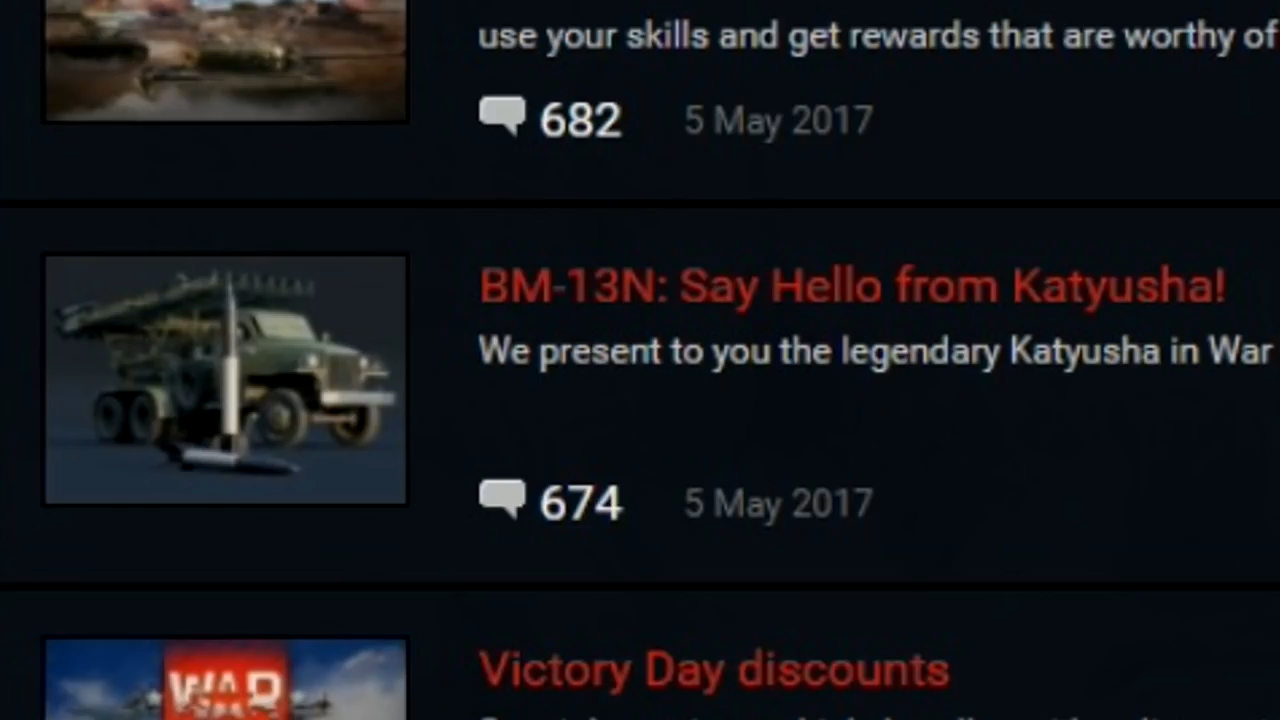 use your skills and get rewards that are worthy of
682 5 May 2017
BM-13N: Say Hello from Katyusha!
We present to you the legendary Katyusha in War
674 5 May 2017
WAR
Victory Day discounts